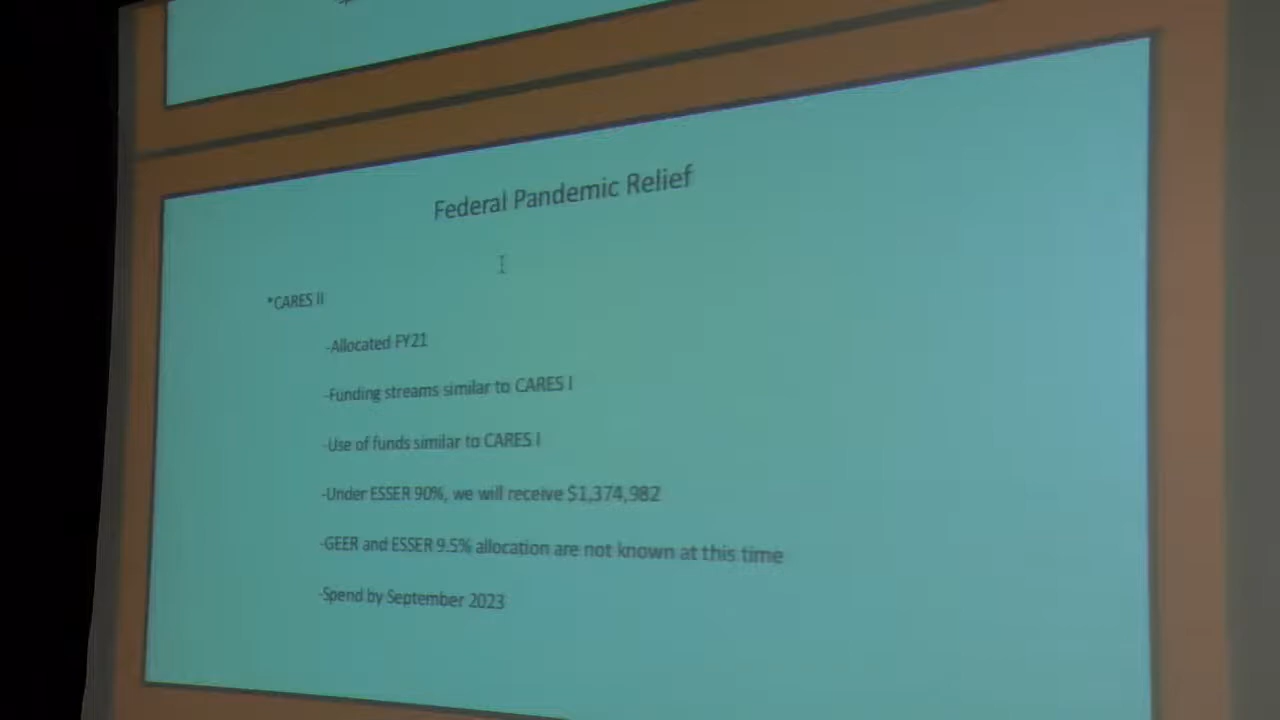 Federal Pandemic Relief
*CARES II
-Allocated FY21
-Funding streams similar to CARES I
-Use of funds similar to CARES I
-Under ESSER 90%, we will receive $1,374,982
-GEER and ESSER 9.5% allocation are not known at this time
-Spend by September 2023